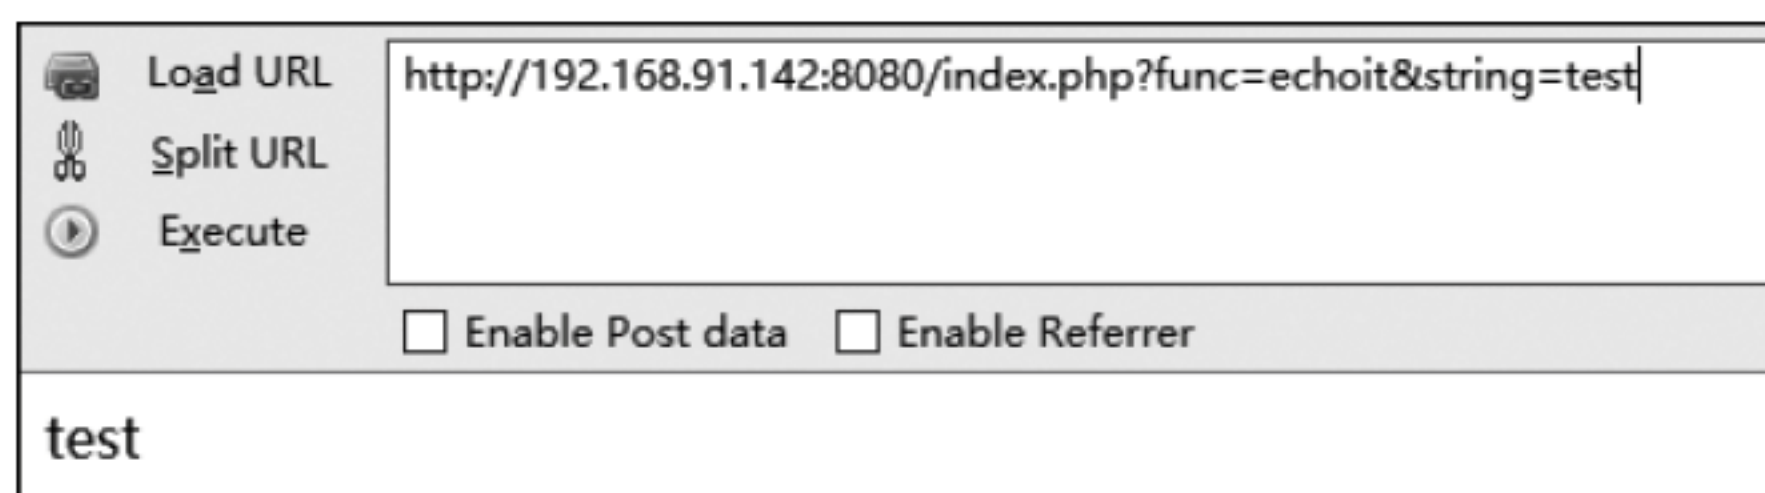 Load URL
http://192.168.91.142:8080/index.php?func=echoit&string=test
Split URL
Execute
Enable Post data
Enable Referrer
test